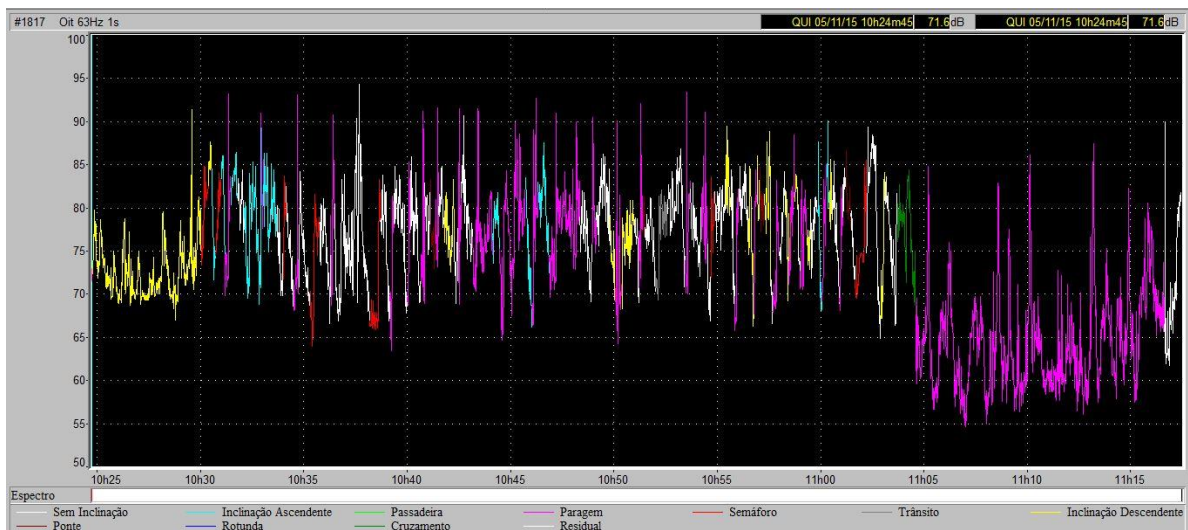 #1817 Oit 63Hz 1s QUI 05/11/15 10h24m45 71.6dB QUI 05/11/15 10h24m45 71.6dB
100
95
90
85
80
75
70
65
60
55
50
10h25 10h30 10h35 10h40 10h45 10h50 10h55 11h00 11h05 11h10 11h15
Espectro
Sem Inclinação Inclinação Ascendente Passadeira Paragem Semáforo Trânsito Inclinação Descendente
Ponte Rotunda Cruzamento Residual